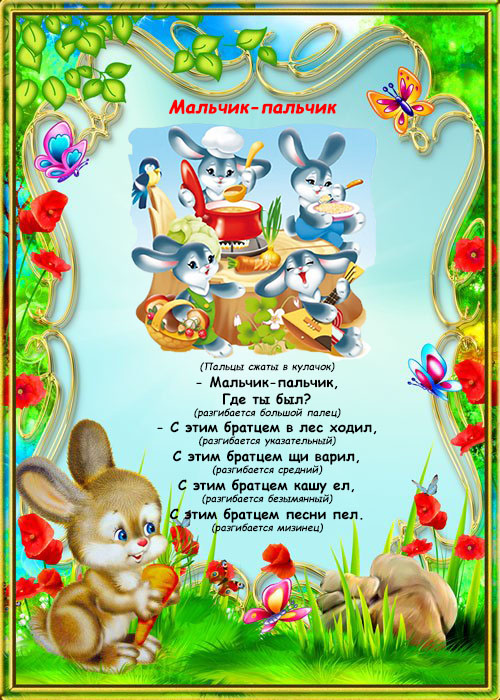 Мальчик-пальчик
(Пальцы сжаты в кулачок)
- Мальчик-пальчик,
Где ты был?
(разгибается большой палец)
- С этим братцем в лес ходил,
(разгибается указательный)
С этим братцем щи варил,
(разгибается средний)
С этим братцем кашу ел,
(разгибается безымянный)
С этим братцем песни пел.
(разгибается мизинец)